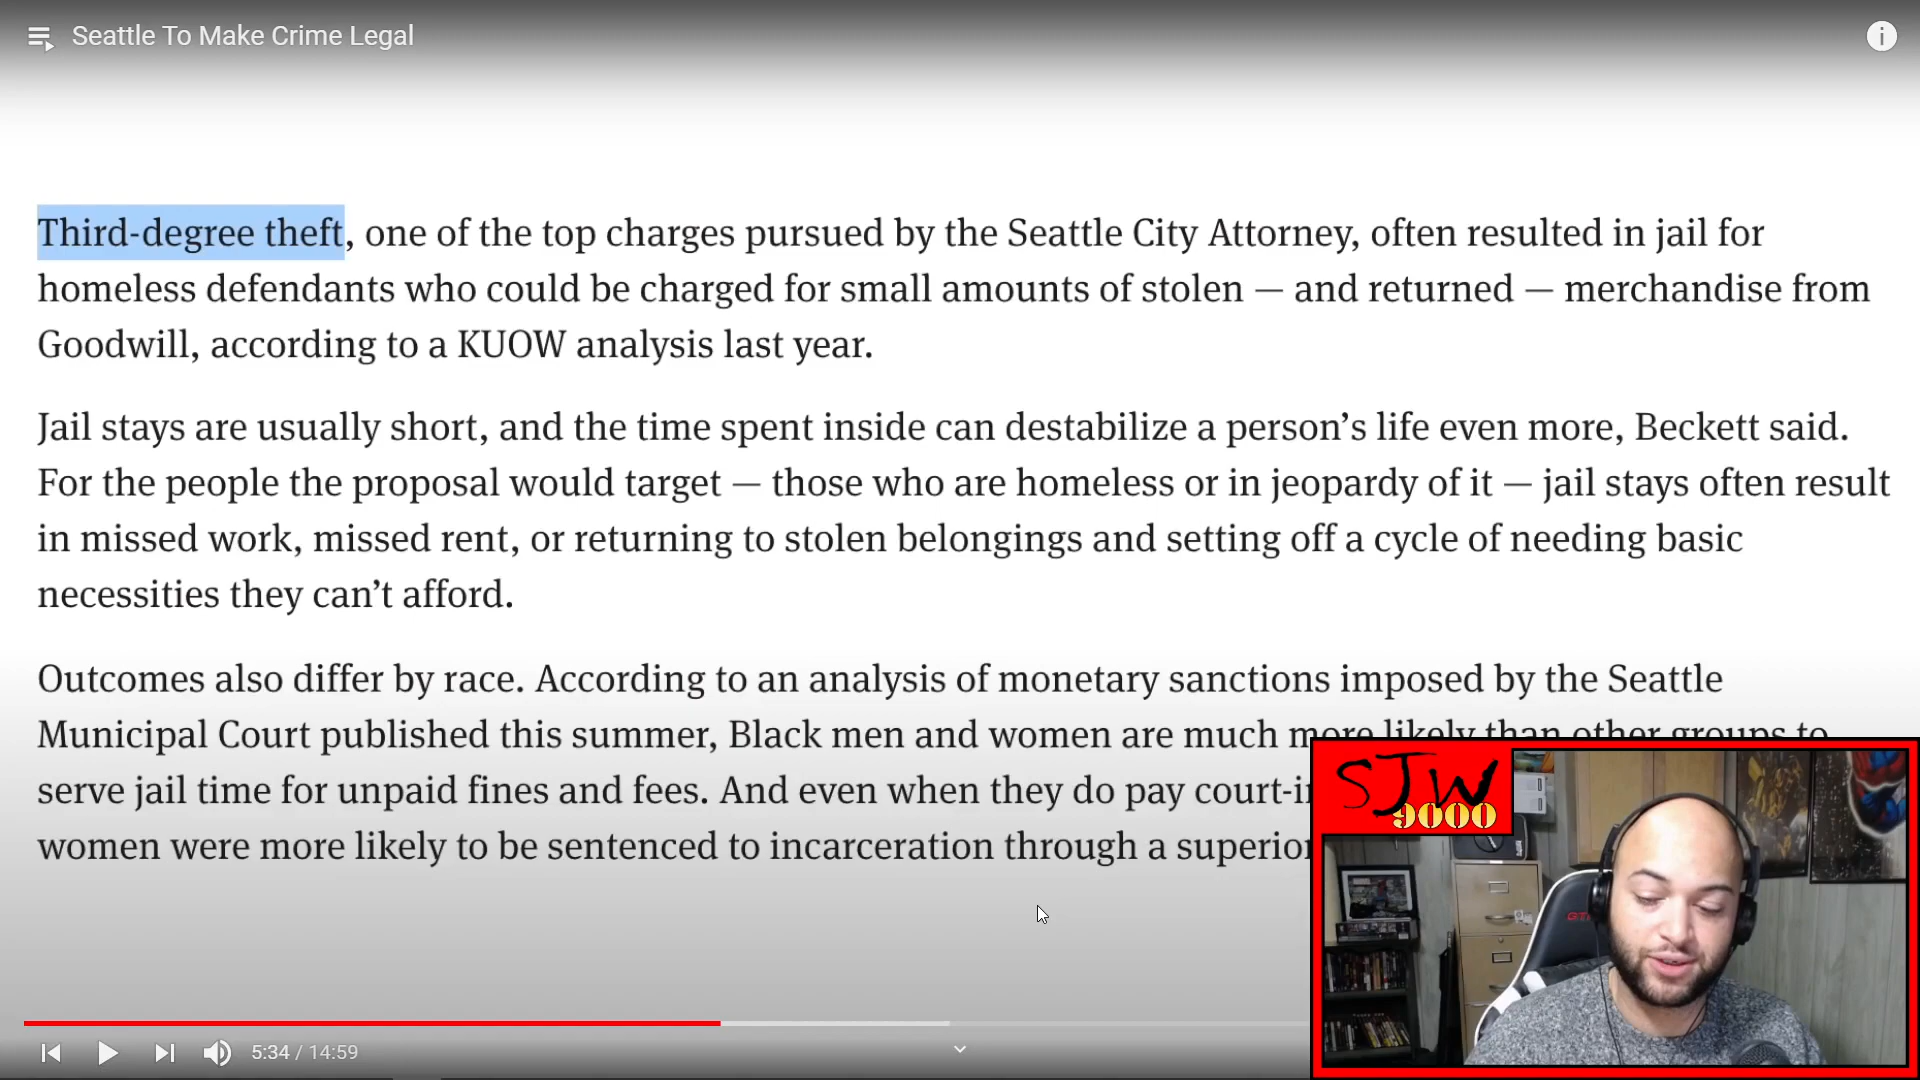 Seattle To Make Crime Legal
Third-degree theft, one of the top charges pursued by the Seattle City Attorney, often resulted in jail for
homeless defendants who could be charged for small amounts of stolen — and returned — merchandise from
Goodwill, according to a KUOW analysis last year.
Jail stays are usually short, and the time spent inside can destabilize a person’s life even more, Beckett said.
For the people the proposal would target — those who are homeless or in jeopardy of it — jail stays often result
in missed work, missed rent, or returning to stolen belongings and setting off a cycle of needing basic
necessities they can’t afford.
Outcomes also differ by race. According to an analysis of monetary sanctions imposed by the Seattle
Municipal Court published this summer, Black men and women are much more likely than other groups to
serve jail time for unpaid fines and fees. And even when they do pay
women were more likely to be sentenced to incarceration through a
SJW
9000
5:34 / 14:59